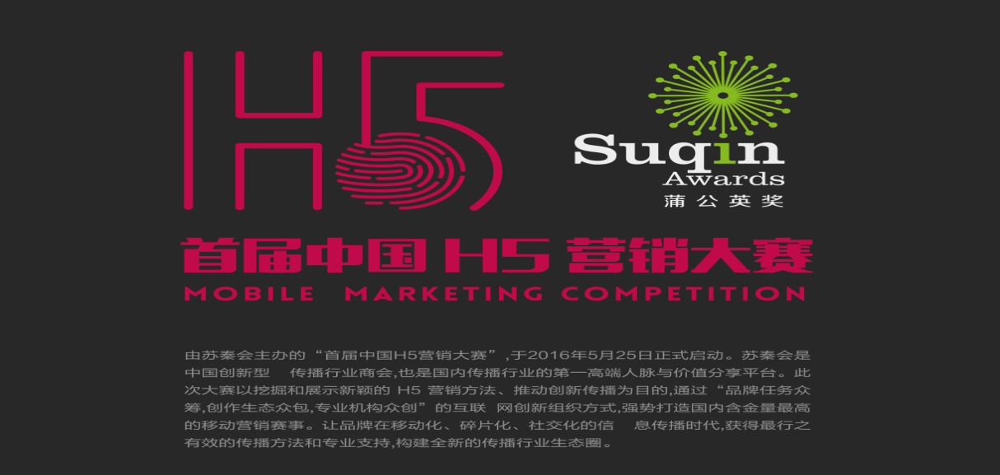 H5
Suqin
Awards
蒲公英奖
首届中国 H5 营销大赛
MOBILE MARKETING COMPETITION
由苏秦会主办的“首届中国H5营销大赛”,于2016年5月25日正式启动。苏秦会是
中国创新型 传播行业商会,也是国内传播行业的第一高端人脉与价值分享平台。此
次大赛以挖掘和展示新颖的 H5 营销方法、推动创新传播为目的,通过“品牌任务众
筹,创作生态众包,专业机构众创”的互联 网创新组织方式,强势打造国内含金量最高
的移动营销赛事。让品牌在移动化、碎片化、社交化的信 息传播时代,获得最行之
有效的传播方法和专业支持,构建全新的传播行业生态圈。